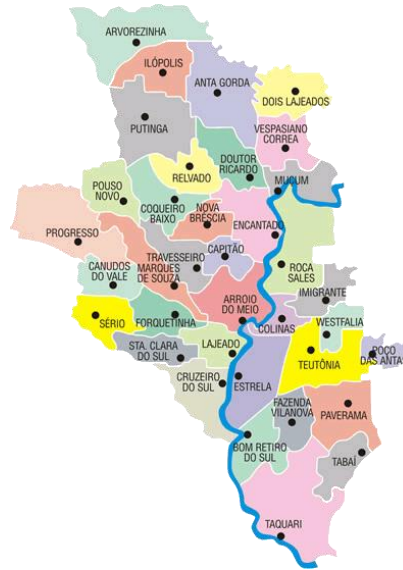 ARVOREZINHA
ILÓPOLIS
ANTA GORDA
DOIS LAJEADOS
PUTINGA
VESPASIANO
CORREA
DOUTOR
RICARDO
RELVADO
MUÇUM
POUSO
NOVO
COQUEIRO
BAIXO
NOVA
BRÉSCIA
ENCANTADO
PROGRESSO
CAPITÃO
TRAVESSEIRO
MARQUES
DE SOUZA
CANUDOS
DO VALE
ROCA
SALES
IMIGRANTE
ARROIO
DO MEIO
SÉRIO
FORQUETINHA
COLINAS
WESTFALIA
STA. CLARA
DO SUL
LAJEADO
TEUTÔNIA
POÇO
DAS ANTAS
CRUZEIRO
DO SUL
ESTRELA
FAZENDA
VILANOVA
PAVERAMA
BOM RETIRO
DO SUL
TABAÍ
TAQUARI